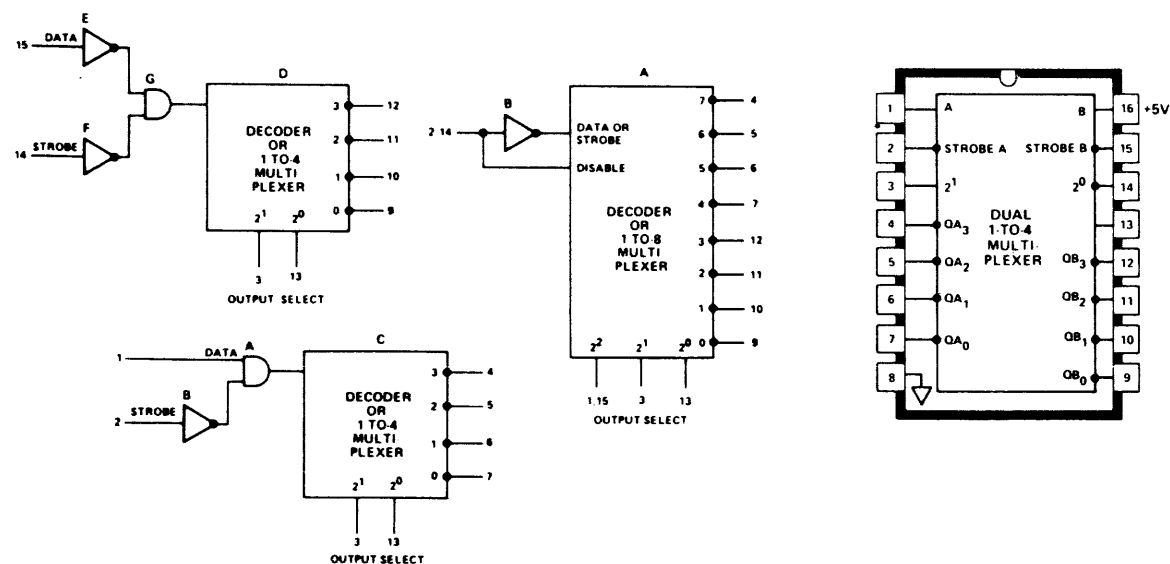 E
15 DATA
G
F
14 STROBE
D
3 12
DECODER
OR
1 TO-4
MULTI
PLEXER
2 11
1 10
0 9
2¹ 2⁰
3 13
OUTPUT SELECT
A
B
2 14
DATA OR
STROBE
DISABLE
7 4
6 5
5 6
4 7
DECODER
OR
1 TO-8
MULTI
PLEXER
3 12
2 11
1 10
0 9
2² 2¹ 2⁰
1,15 3 13
OUTPUT SELECT
1 DATA A
B
2 STROBE
C
3 4
DECODER
OR
1 TO-4
MULTI-
PLEXER
2 5
1 6
0 7
2¹ 2⁰
3 13
OUTPUT SELECT
1 A B 16 +5V
2 STROBE A STROBE B 15
3 2¹ 2⁰ 14
DUAL
1-TO-4
MULTI-
PLEXER
4 QA₃ 13
5 QA₂ QB₃ 12
6 QA₁ QB₂ 11
7 QA₀ QB₁ 10
8 QB₀ 9